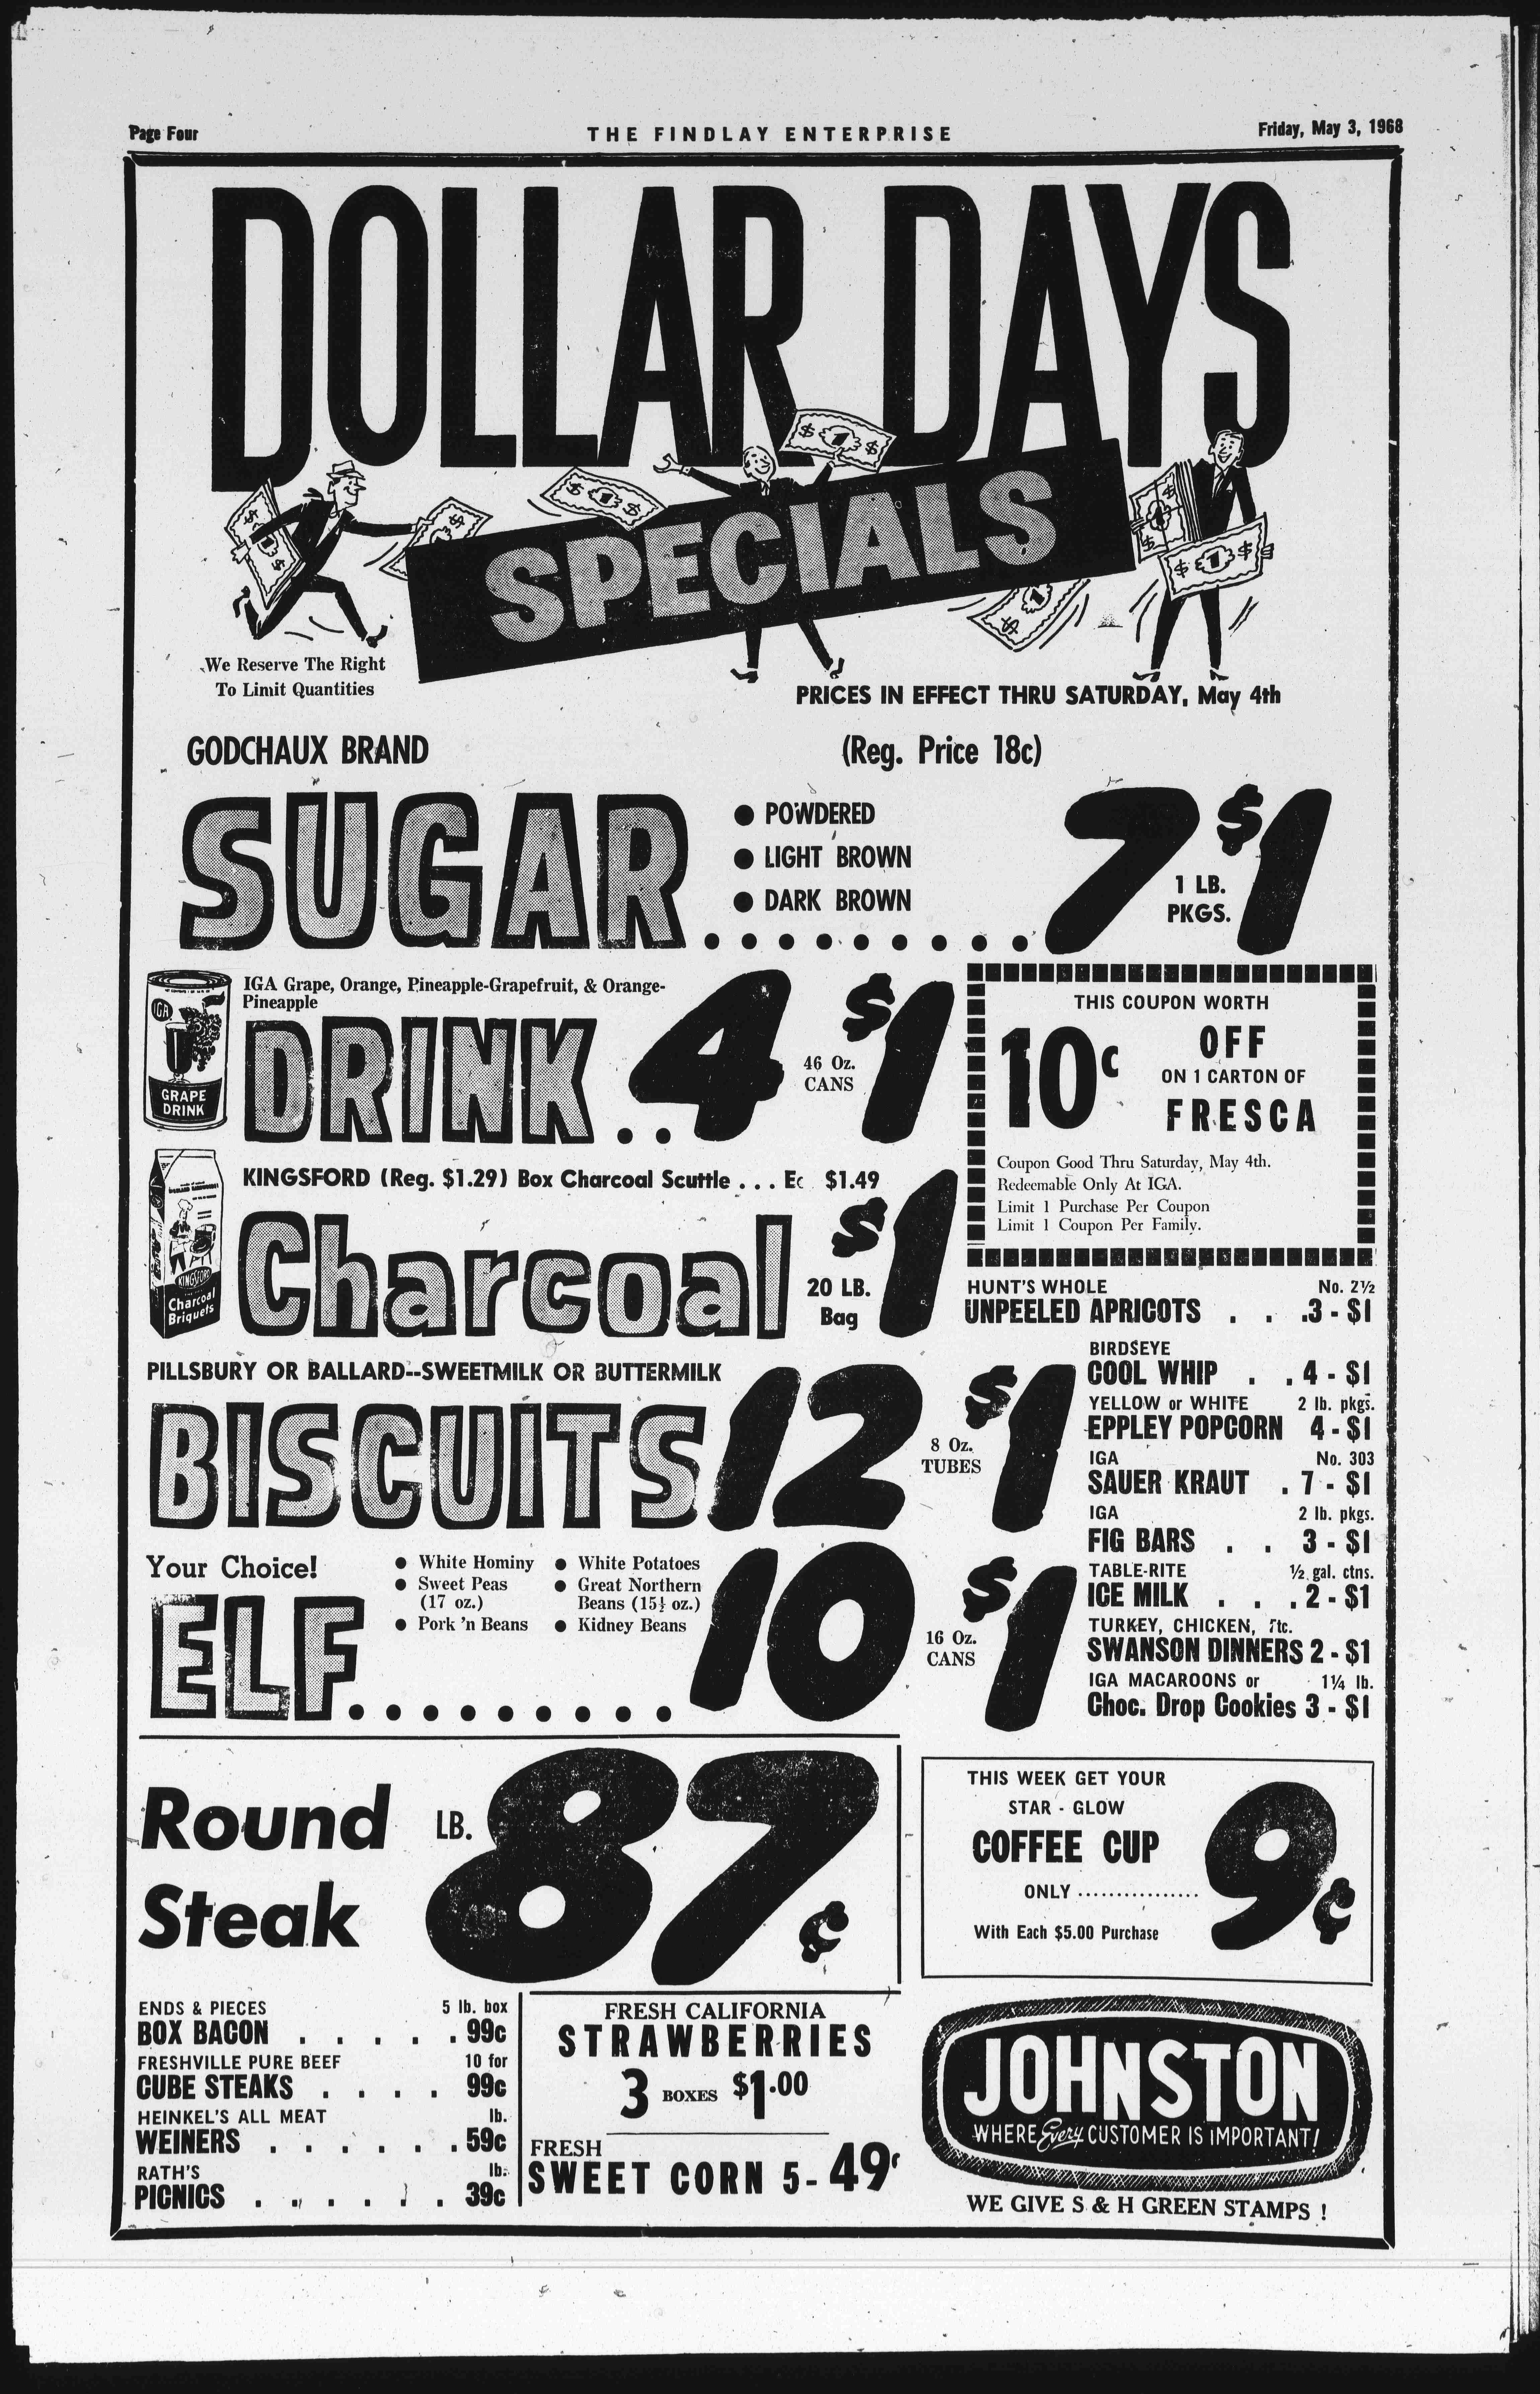 Page Four
THE FINDLAY ENTERPRISE
Friday, May 3, 1968
DOLLAR DAYS
SPECIALS
We Reserve The Right
To Limit Quantities
PRICES IN EFFECT THRU SATURDAY, May 4th
GODCHAUX BRAND
(Reg. Price 18c)
SUGAR
● POWDERED
● LIGHT BROWN
● DARK BROWN
.........
7
1 LB.
PKGS.
$1
IGA
GRAPE
DRINK
IGA Grape, Orange, Pineapple-Grapefruit, & Orange-
Pineapple
DRINK . . 4
46 Oz.
CANS
$1
THIS COUPON WORTH
10c
OFF
ON 1 CARTON OF
FRESCA
Coupon Good Thru Saturday, May 4th.
Redeemable Only At IGA.
Limit 1 Purchase Per Coupon
Limit 1 Coupon Per Family.
KINGSFORD
Charcoal
Briquets
KINGSFORD (Reg. $1.29) Box Charcoal Scuttle . . . Ec $1.49
Charcoal
20 LB.
Bag
$1
HUNT'S WHOLE No. 2½
UNPEELED APRICOTS . . .3 - $1
BIRDSEYE
COOL WHIP . . 4 - $1
YELLOW or WHITE 2 lb. pkgs.
EPPLEY POPCORN 4 - $1
IGA No. 303
SAUER KRAUT . 7 - $1
IGA 2 lb. pkgs.
FIG BARS . . 3 - $1
TABLE-RITE ½ gal. ctns.
ICE MILK . . . 2 - $1
TURKEY, CHICKEN, etc.
SWANSON DINNERS 2 - $1
IGA MACAROONS or 1¼ lb.
Choc. Drop Cookies 3 - $1
PILLSBURY OR BALLARD--SWEETMILK OR BUTTERMILK
BISCUITS 12
8 Oz.
TUBES
$1
Your Choice!
ELF.........
● White Hominy
● Sweet Peas
(17 oz.)
● Pork 'n Beans
● White Potatoes
● Great Northern
Beans (15½ oz.)
● Kidney Beans
10
16 Oz.
CANS
$1
Round
Steak
LB.
87¢
THIS WEEK GET YOUR
STAR - GLOW
COFFEE CUP
ONLY ................
With Each $5.00 Purchase
9¢
ENDS & PIECES 5 lb. box
BOX BACON . . . . . 99c
FRESHVILLE PURE BEEF 10 for
CUBE STEAKS . . . . 99c
HEINKEL'S ALL MEAT lb.
WEINERS . . . . . . 59c
RATH'S lb.
PICNICS . . . . . . 39c
FRESH CALIFORNIA
STRAWBERRIES
3 BOXES $1.00
FRESH
SWEET CORN 5- 49c
JOHNSTON
WHERE Every CUSTOMER IS IMPORTANT!
WE GIVE S & H GREEN STAMPS !